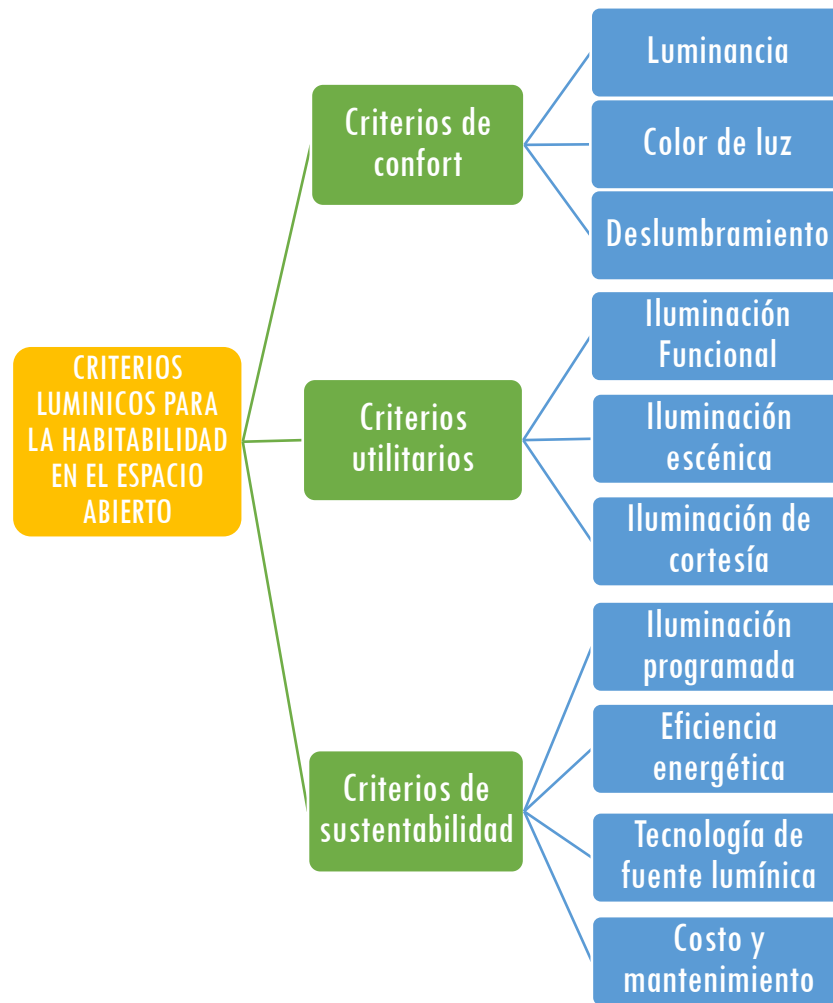 CRITERIOS
LUMINICOS PARA
LA HABITABILIDAD
EN EL ESPACIO
ABIERTO
Criterios de
confort
Luminancia
Color de luz
Deslumbramiento
Criterios
utilitarios
Iluminación
Funcional
Iluminación
escénica
Iluminación de
cortesía
Criterios de
sustentabilidad
Iluminación
programada
Eficiencia
energética
Tecnología de
fuente lumínica
Costo y
mantenimiento